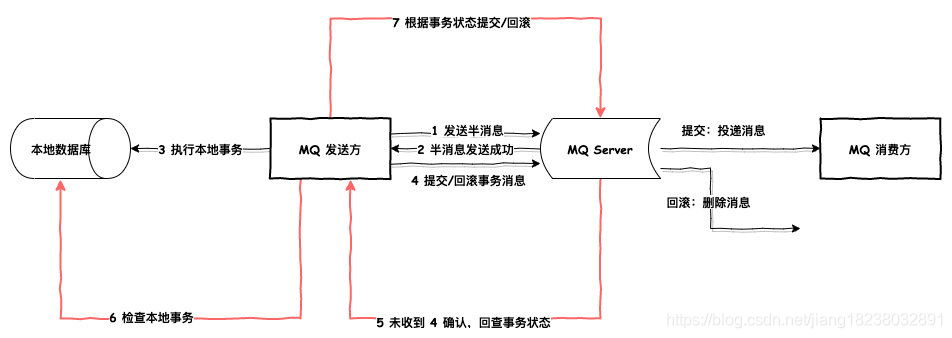 7 根据事务状态提交/回滚
1 发送半消息
提交：投递消息
本地数据库
3 执行本地事务
MQ 发送方
2 半消息发送成功
MQ Server
MQ 消费方
4 提交/回滚事务消息
回滚：删除消息
6 检查本地事务
5 未收到 4 确认，回查事务状态
https://blog.csdn.net/jiang18238032891